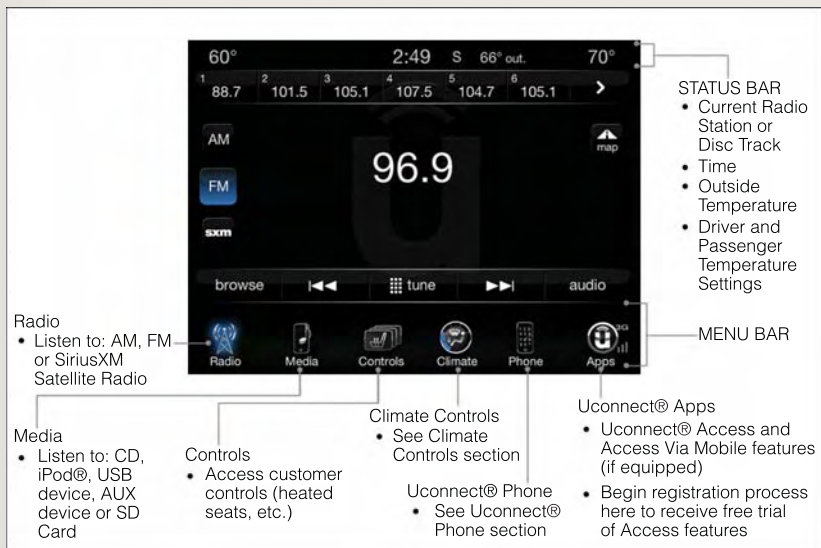 60° 2:49 S 66° out. 70°
1 88.7 2 101.5 3 105.1 4 107.5 5 104.7 6 105.1
AM
map
FM
96.9
sxm
browse tune audio
3G
Radio Media Controls Climate Phone Apps
STATUS BAR
• Current Radio
Station or
Disc Track
• Time
• Outside
Temperature
• Driver and
Passenger
Temperature
Settings
MENU BAR
Radio
• Listen to: AM, FM
or SiriusXM
Satellite Radio
Media
• Listen to: CD,
iPod®, USB
device, AUX
device or SD
Card
Controls
• Access customer
controls (heated
seats, etc.)
Climate Controls
• See Climate
Controls section
Uconnect® Phone
• See Uconnect®
Phone section
Uconnect® Apps
• Uconnect® Access and
Access Via Mobile features
(if equipped)
• Begin registration process
here to receive free trial
of Access features